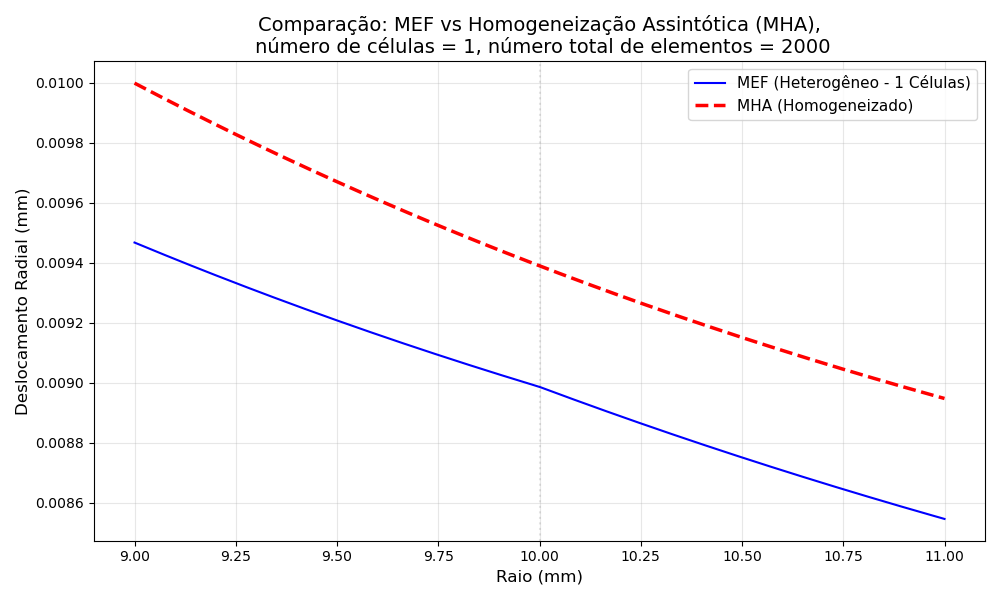 Comparação: MEF vs Homogeneização Assintótica (MHA),
número de células = 1, número total de elementos = 2000
MEF (Heterogêneo - 1 Células)
MHA (Homogeneizado)
Deslocamento Radial (mm)
0.0100
0.0098
0.0096
0.0094
0.0092
0.0090
0.0088
0.0086
9.00 9.25 9.50 9.75 10.00 10.25 10.50 10.75 11.00
Raio (mm)